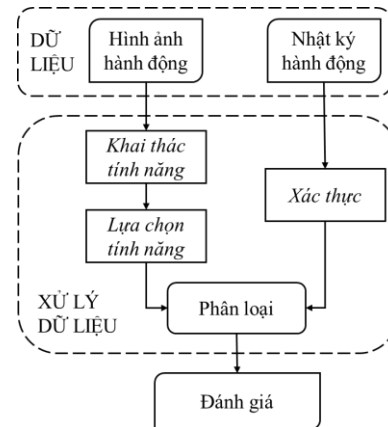 DỮ
LIỆU
Hình ảnh
hành động
Nhật ký
hành động
Khai thác
tính năng
Lựa chọn
tính năng
Xác thực
XỬ LÝ
DỮ LIỆU
Phân loại
Đánh giá